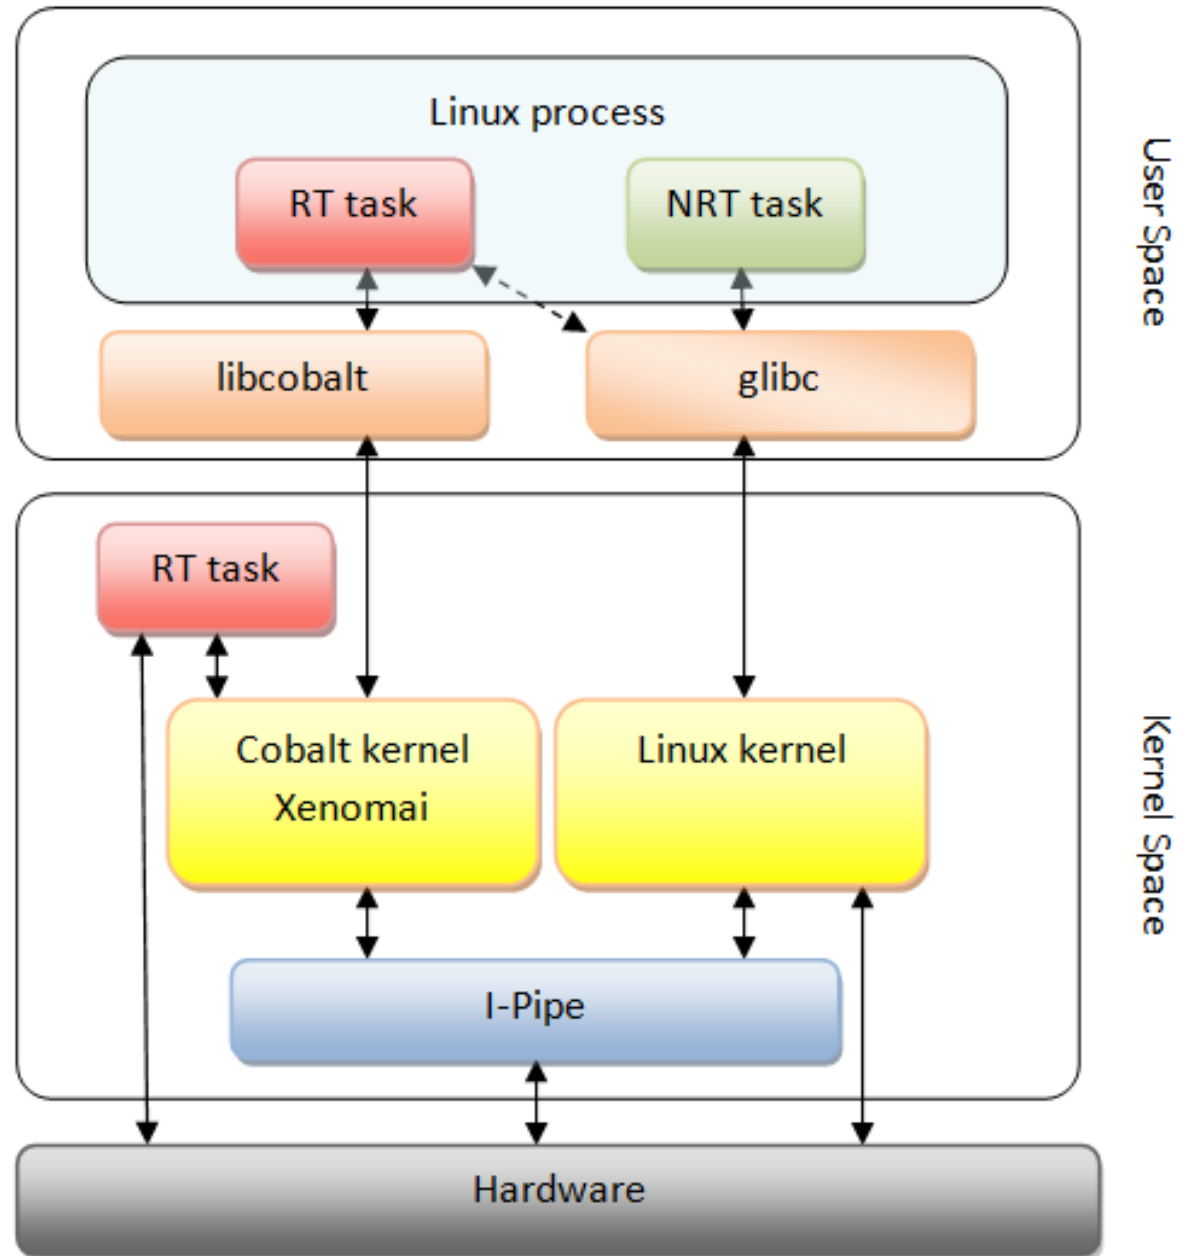 Linux process
RT task
NRT task
libcobalt
glibc
User Space
RT task
Cobalt kernel
Xenomai
Linux kernel
I-Pipe
Kernel Space
Hardware